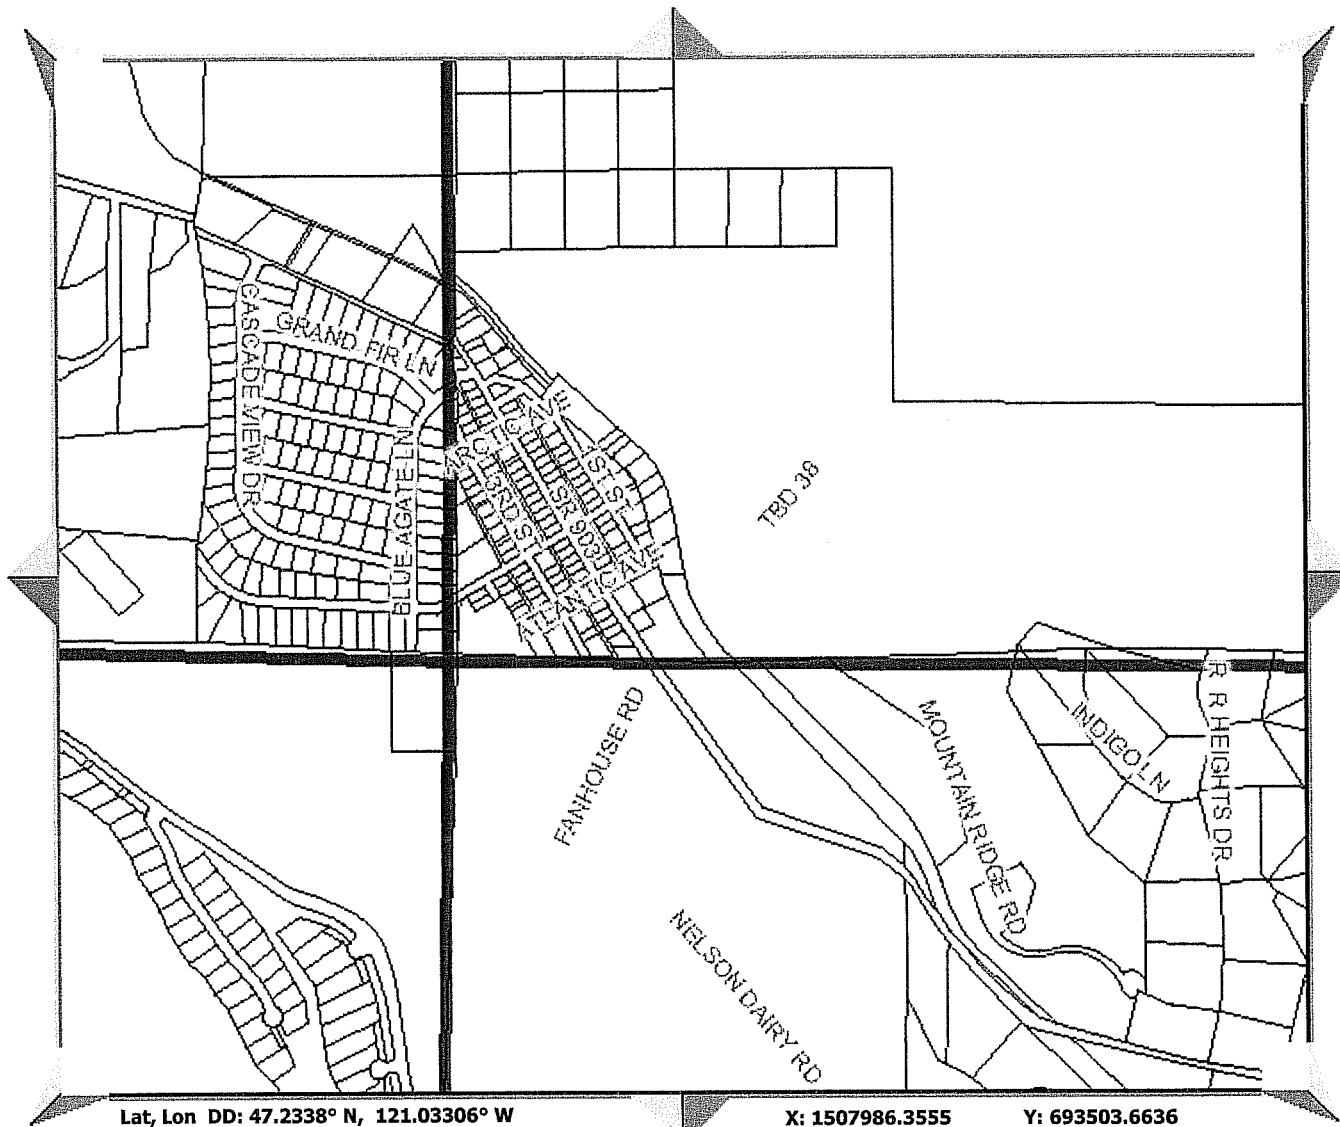 GRAND FIR LN
CASCADE VIEW DR
BLUE AGATE LN
ARCTIC AVE
1ST ST
3RD ST
SR 903
ATLANTIC AVE
TBD 38
FANHOUSE RD
MOUNTAIN RIDGE RD
INDIGO LN
R R HEIGHTS DR
NELSON DAIRY RD
Lat, Lon DD: 47.2338° N, 121.03306° W
X: 1507986.3555
Y: 693503.6636